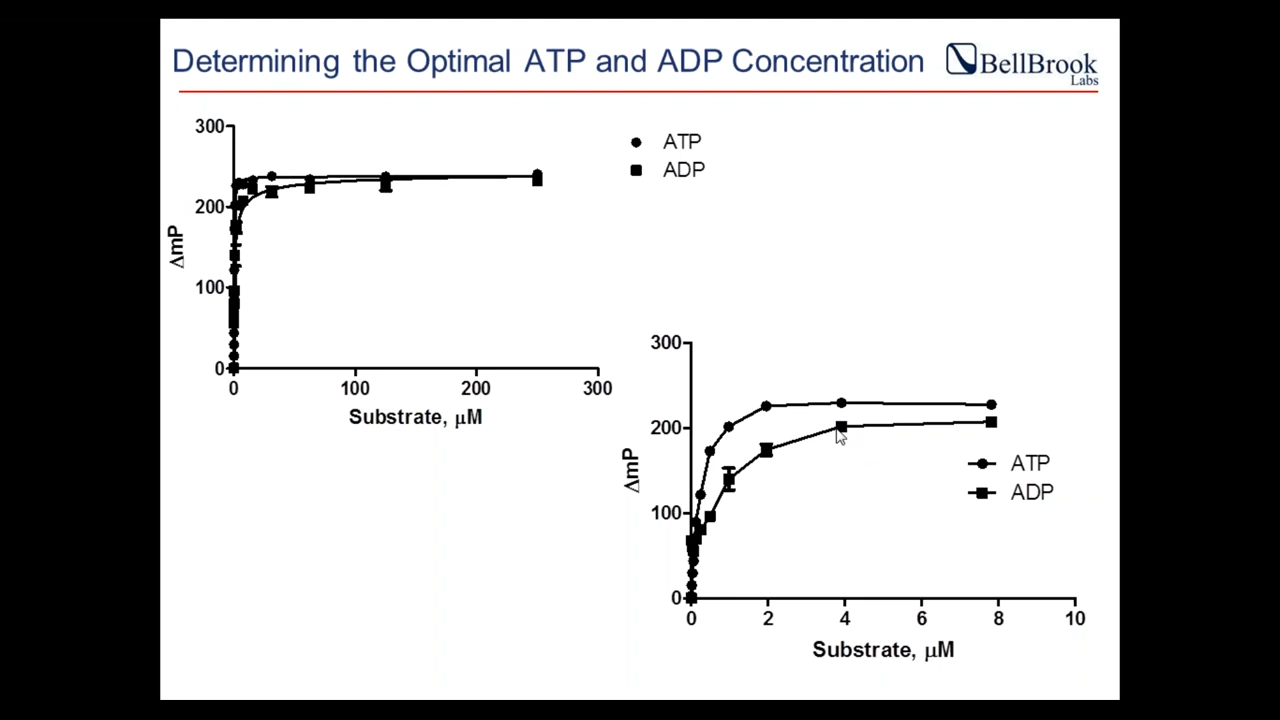 Determining the Optimal ATP and ADP Concentration
BellBrook
Labs
300
200
100
0
ΔmP
0 100 200 300
Substrate, μM
ATP
ADP
300
200
100
0
ΔmP
0 2 4 6 8 10
Substrate, μM
ATP
ADP